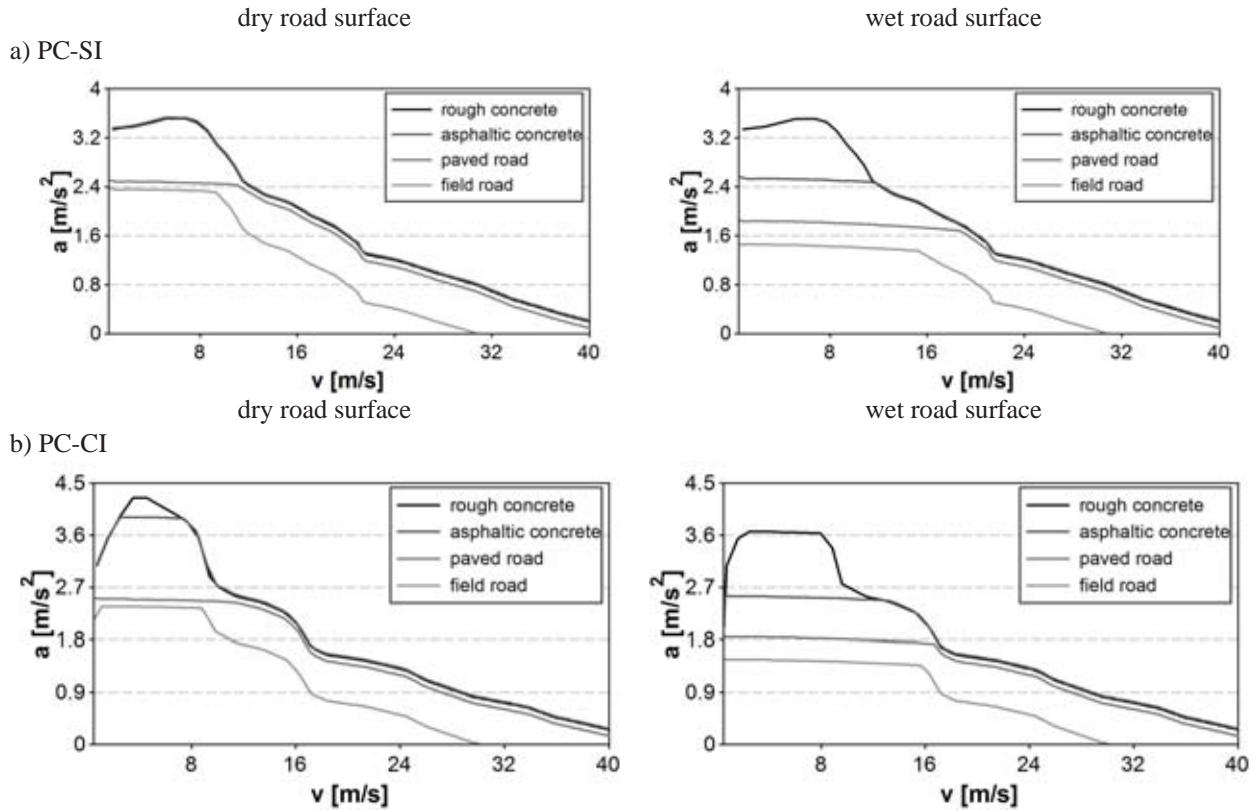 dry road surface
wet road surface
a) PC-SI
4
3.2
2.4
1.6
0.8
0
a [m/s²]
8
16
24
32
40
v [m/s]
rough concrete
asphaltic concrete
paved road
field road
4
3.2
2.4
1.6
0.8
0
a [m/s²]
8
16
24
32
40
v [m/s]
rough concrete
asphaltic concrete
paved road
field road
dry road surface
wet road surface
b) PC-CI
4.5
3.6
2.7
1.8
0.9
0
a [m/s²]
8
16
24
32
40
v [m/s]
rough concrete
asphaltic concrete
paved road
field road
4.5
3.6
2.7
1.8
0.9
0
a [m/s²]
8
16
24
32
40
v [m/s]
rough concrete
asphaltic concrete
paved road
field road